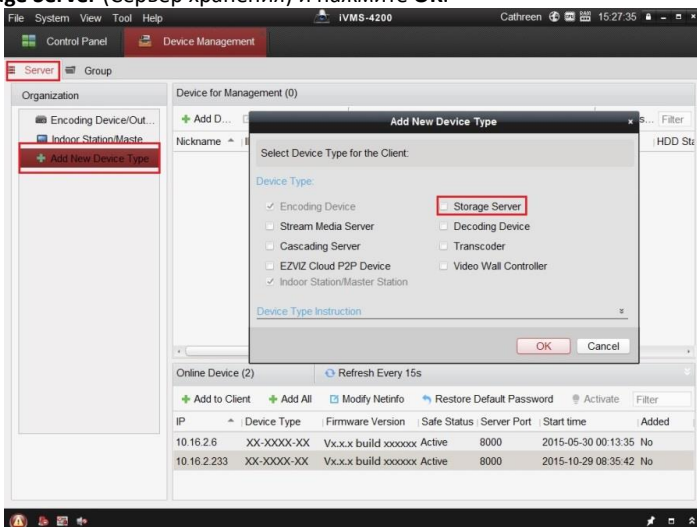 ge Server (Сервер хранения) и нажмите OK.
File System View Tool Help iVMS-4200 Cathreen 15:27:35
Control Panel Device Management
Server Group
Organization
Encoding Device/Out...
Indoor Station/Maste
Add New Device Type
Device for Management (0)
Add D... s... Filter
Nickname HDD Sta
Add New Device Type
Select Device Type for the Client:
Device Type:
Encoding Device Storage Server
Stream Media Server Decoding Device
Cascading Server Transcoder
EZVIZ Cloud P2P Device Video Wall Controller
Indoor Station/Master Station
Device Type Instruction
OK Cancel
Online Device (2) Refresh Every 15s
Add to Client Add All Modify Netinfo Restore Default Password Activate Filter
IP Device Type Firmware Version Safe Status Server Port Start time Added
10.16.2.6 XX-XXXX-XX Vx.x.x build xxxxxx Active 8000 2015-05-30 00:13:35 No
10.16.2.233 XX-XXXX-XX Vx.x.x build xxxxxx Active 8000 2015-10-29 08:35:42 No